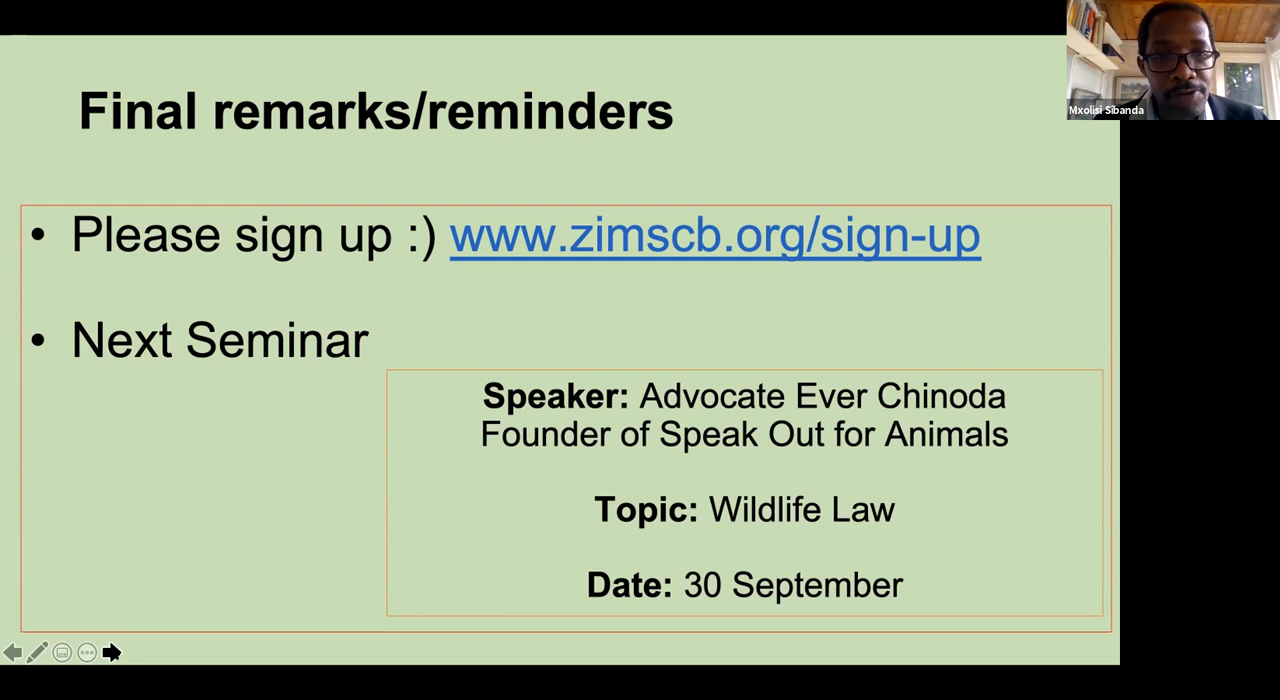 Final remarks/reminders
Mxolisi Sibanda
• Please sign up :) www.zimscb.org/sign-up
• Next Seminar
Speaker: Advocate Ever Chinoda
Founder of Speak Out for Animals
Topic: Wildlife Law
Date: 30 September